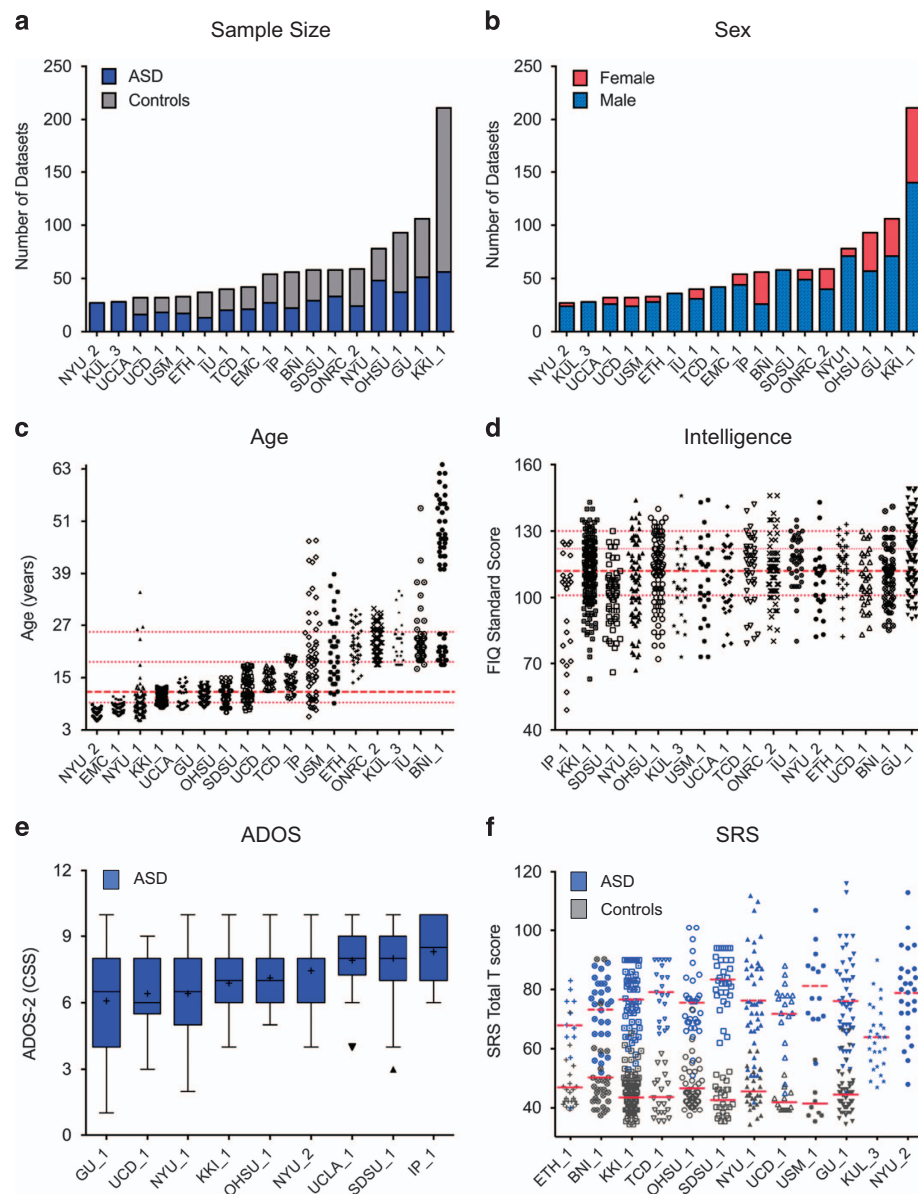 a
Sample Size
250
200
150
100
50
0
Number of Datasets
ASD
Controls
NYU_2
KUL_3
UCLA_1
UCD_1
USM_1
ETH_1
IU_1
TCD_1
EMC_1
IP_1
BNI_1
SDSU_1
ONRC_2
NYU_1
OHSU_1
GU_1
KKI_1
b
Sex
250
200
150
100
50
0
Number of Datasets
Female
Male
NYU_2
KUL_3
UCLA_1
UCD_1
USM_1
ETH_1
IU_1
TCD_1
EMC_1
IP_1
BNI_1
SDSU_1
ONRC_2
NYU1
OHSU_1
GU_1
KKI_1
c
Age
63
51
39
27
15
3
Age (years)
NYU_2
EMC_1
NYU_1
KKI_1
UCLA_1
GU_1
OHSU_1
SDSU_1
UCD_1
TCD_1
IP_1
USM_1
ETH_1
ONRC_2
KUL_3
IU_1
BNI_1
d
Intelligence
160
130
100
70
40
FIQ Standard Score
IP_1
KKI_1
SDSU_1
NYU_1
OHSU_1
KUL_3
USM_1
UCLA_1
TCD_1
ONRC_2
IU_1
NYU_2
ETH_1
UCD_1
BNI_1
GU_1
e
ADOS
12
9
6
3
0
ADOS-2 (CSS)
ASD
GU_1
UCD_1
NYU_1
KKI_1
OHSU_1
NYU_2
UCLA_1
SDSU_1
IP_1
f
SRS
120
100
80
60
40
SRS Total T score
ASD
Controls
ETH_1
BNI_1
KKI_1
TCD_1
OHSU_1
SDSU_1
NYU_1
UCD_1
USM_1
GU_1
KUL_3
NYU_2